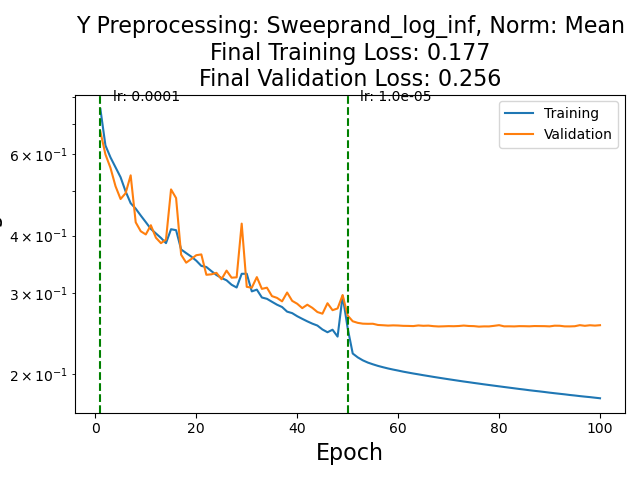 Y Preprocessing: Sweeprand_log_inf, Norm: Mean
Final Training Loss: 0.177
Final Validation Loss: 0.256
lr: 0.0001
lr: 1.0e-05
Training
Validation
6 × 10⁻¹
4 × 10⁻¹
3 × 10⁻¹
2 × 10⁻¹
0
20
40
60
80
100
Epoch